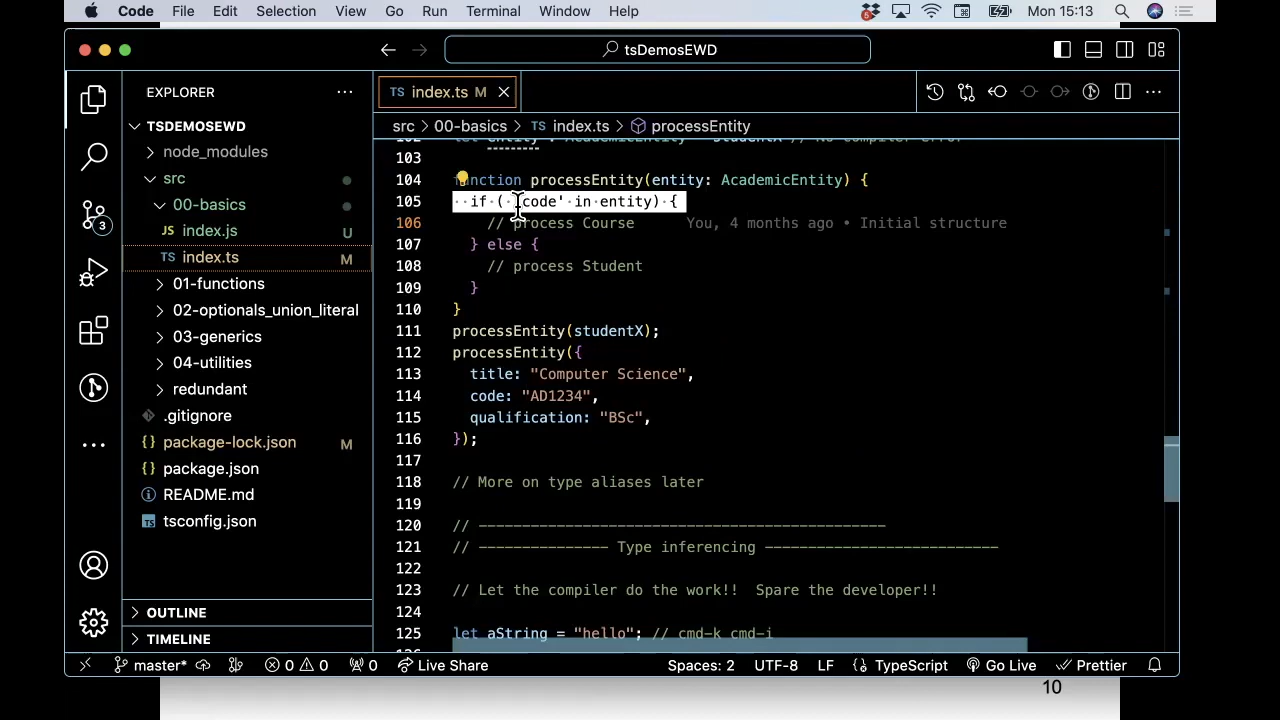 Code File Edit Selection View Go Run Terminal Window Help Mon 15:13
tsDemosEWD
EXPLORER
TS index.ts M
TSDEMOSEWD
src > 00-basics > TS index.ts > processEntity
node_modules
src
00-basics
JS index.js U
TS index.ts M
01-functions
02-optionals_union_literal
03-generics
04-utilities
redundant
.gitignore
package-lock.json M
package.json
README.md
tsconfig.json
OUTLINE
TIMELINE
3
103
104 function processEntity(entity: AcademicEntity) {
105 if ( 'code' in entity) {
106 // process Course You, 4 months ago • Initial structure
107 } else {
108 // process Student
109 }
110 }
111 processEntity(studentX);
112 processEntity({
113 title: "Computer Science",
114 code: "AD1234",
115 qualification: "BSc",
116 });
117
118 // More on type aliases later
119
120 // -----------------------------------------------
121 // --------------- Type inferencing ---------------------------
122
123 // Let the compiler do the work!! Spare the developer!!
124
125 let aString = "hello"; // cmd-k cmd-i
master* 0 0 0 Live Share Spaces: 2 UTF-8 LF TypeScript Go Live Prettier
10